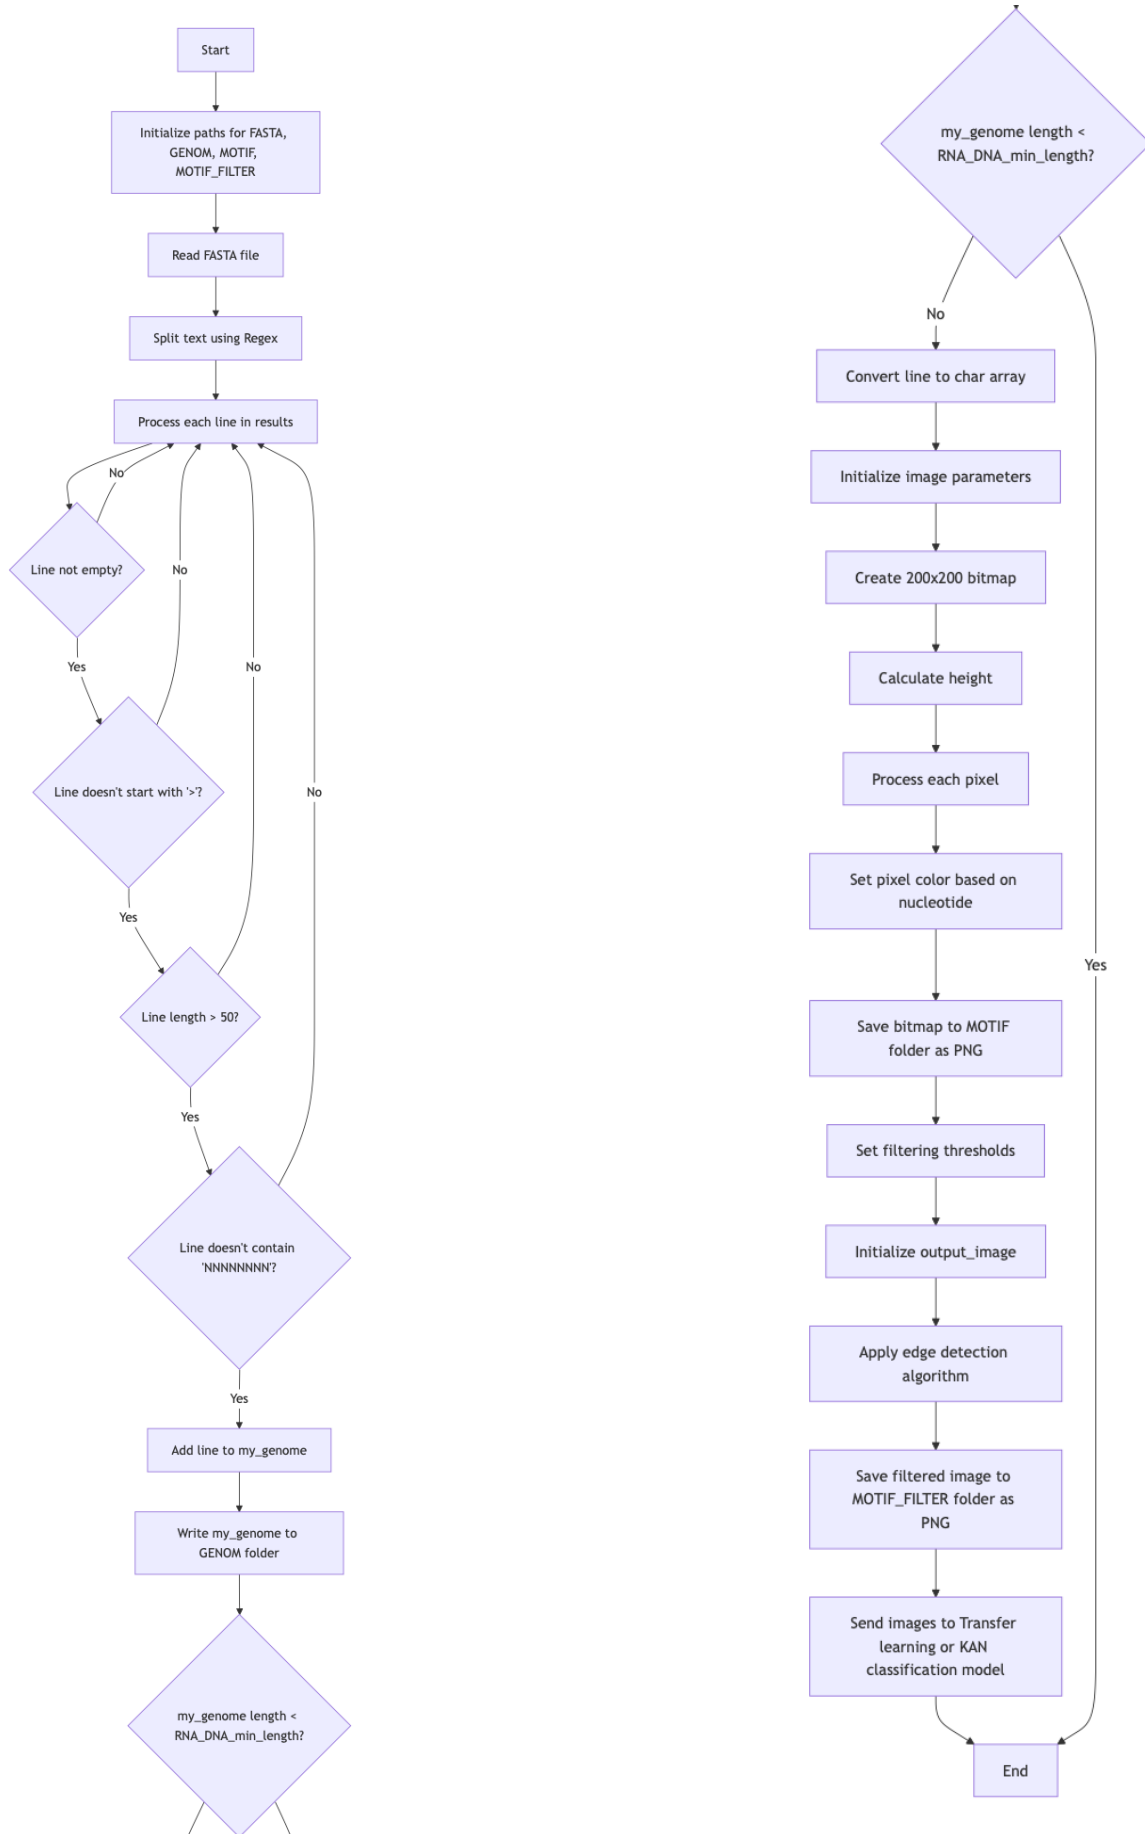 Start
Initialize paths for FASTA,
GENOM, MOTIF,
MOTIF_FILTER
Read FASTA file
Split text using Regex
Process each line in results
No
Line not empty?
No
Yes
No
Line doesn't start with '>'?
No
Yes
Line length > 50?
Yes
Line doesn't contain
'NNNNNNNN'?
Yes
Add line to my_genome
Write my_genome to
GENOM folder
my_genome length <
RNA_DNA_min_length?
my_genome length <
RNA_DNA_min_length?
No
Convert line to char array
Initialize image parameters
Create 200x200 bitmap
Calculate height
Process each pixel
Set pixel color based on
nucleotide
Yes
Save bitmap to MOTIF
folder as PNG
Set filtering thresholds
Initialize output_image
Apply edge detection
algorithm
Save filtered image to
MOTIF_FILTER folder as
PNG
Send images to Transfer
learning or KAN
classification model
End